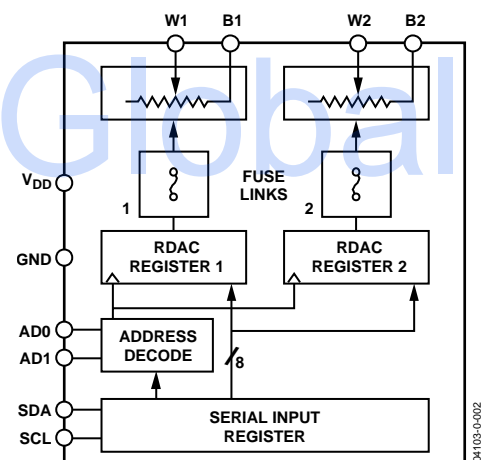 W1 B1 W2 B2
Global
VDD
FUSE
LINKS
1 2
RDAC
REGISTER 1
RDAC
REGISTER 2
GND
AD0
AD1
ADDRESS
DECODE
8
SDA
SCL
SERIAL INPUT
REGISTER
04103-0-002